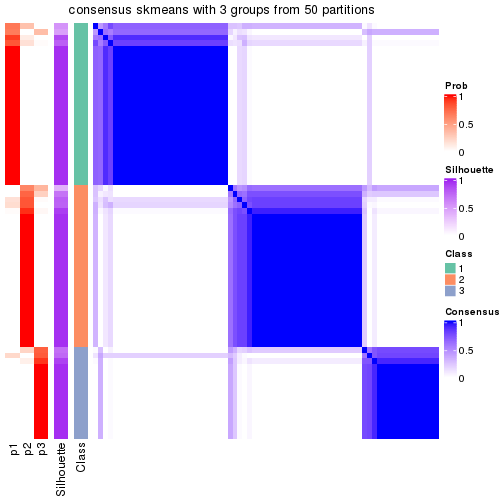 consensus skmeans with 3 groups from 50 partitions
Prob
1
0.5
0
Silhouette
1
0.5
0
Class
1
2
3
Consensus
1
0.5
0
p1
p2
p3
Silhouette
Class